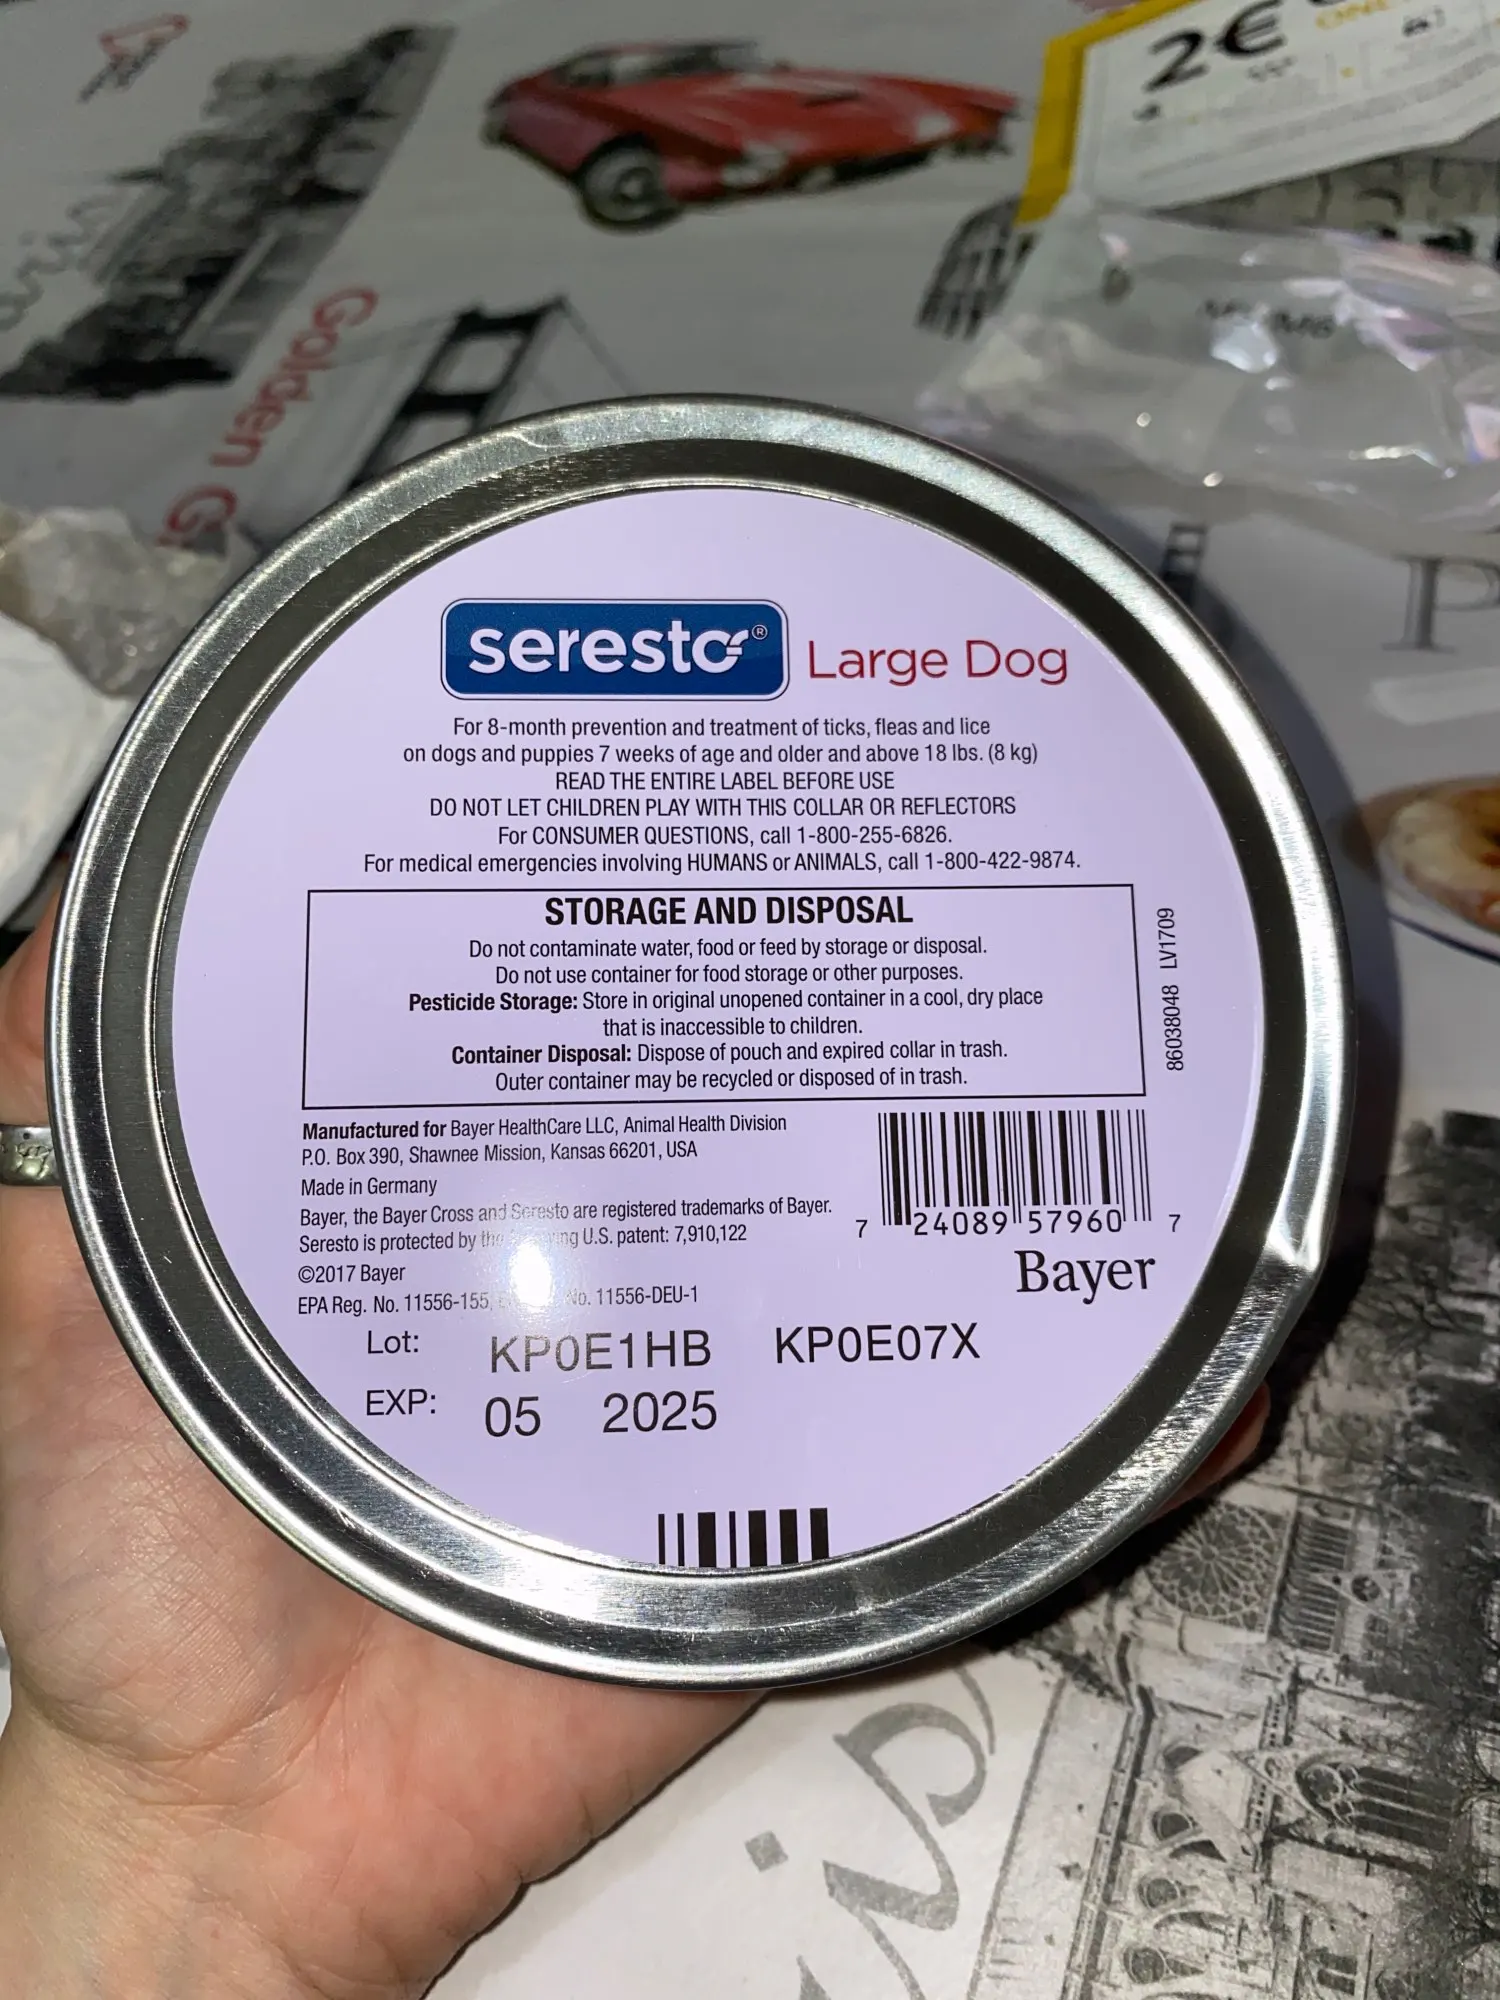 2€
Golden G
P
seresto® Large Dog
For 8-month prevention and treatment of ticks, fleas and lice
on dogs and puppies 7 weeks of age and older and above 18 lbs. (8 kg)
READ THE ENTIRE LABEL BEFORE USE
DO NOT LET CHILDREN PLAY WITH THIS COLLAR OR REFLECTORS
For CONSUMER QUESTIONS, call 1-800-255-6826.
For medical emergencies involving HUMANS or ANIMALS, call 1-800-422-9874.
STORAGE AND DISPOSAL
Do not contaminate water, food or feed by storage or disposal.
Do not use container for food storage or other purposes.
Pesticide Storage: Store in original unopened container in a cool, dry place
that is inaccessible to children.
Container Disposal: Dispose of pouch and expired collar in trash.
Outer container may be recycled or disposed of in trash.
86038048 LV1709
Manufactured for Bayer HealthCare LLC, Animal Health Division
P.O. Box 390, Shawnee Mission, Kansas 66201, USA
Made in Germany
Bayer, the Bayer Cross and Seresto are registered trademarks of Bayer.
Seresto is protected by the U.S. patent: 7,910,122
©2017 Bayer
EPA Reg. No. 11556-155, No. 11556-DEU-1
7 24089 57960 7
Bayer
Lot: KP0E1HB KP0E07X
EXP: 05 2025